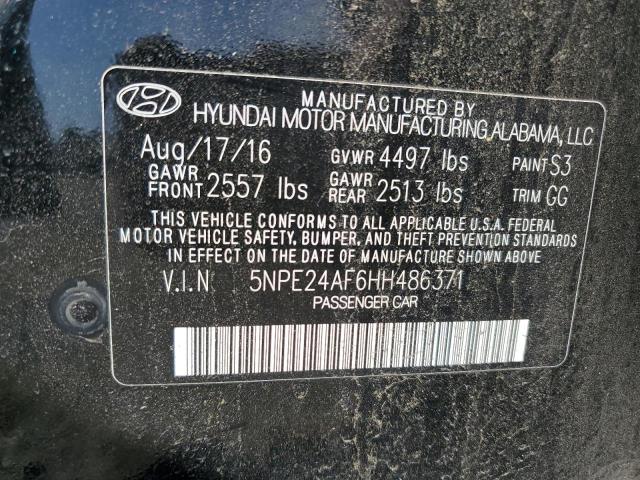 MANUFACTURED BY
HYUNDAI MOTOR MANUFACTURING ALABAMA, LLC
Aug/17/16 GVWR 4497 lbs PAINT S3
GAWR FRONT 2557 lbs GAWR REAR 2513 lbs TRIM GG
THIS VEHICLE CONFORMS TO ALL APPLICABLE U.S.A. FEDERAL
MOTOR VEHICLE SAFETY, BUMPER, AND THEFT PREVENTION STANDARDS
IN EFFECT ON THE DATE OF MANUFACTURE SHOWN ABOVE.
V.I.N 5NPE24AF6HH486371
PASSENGER CAR